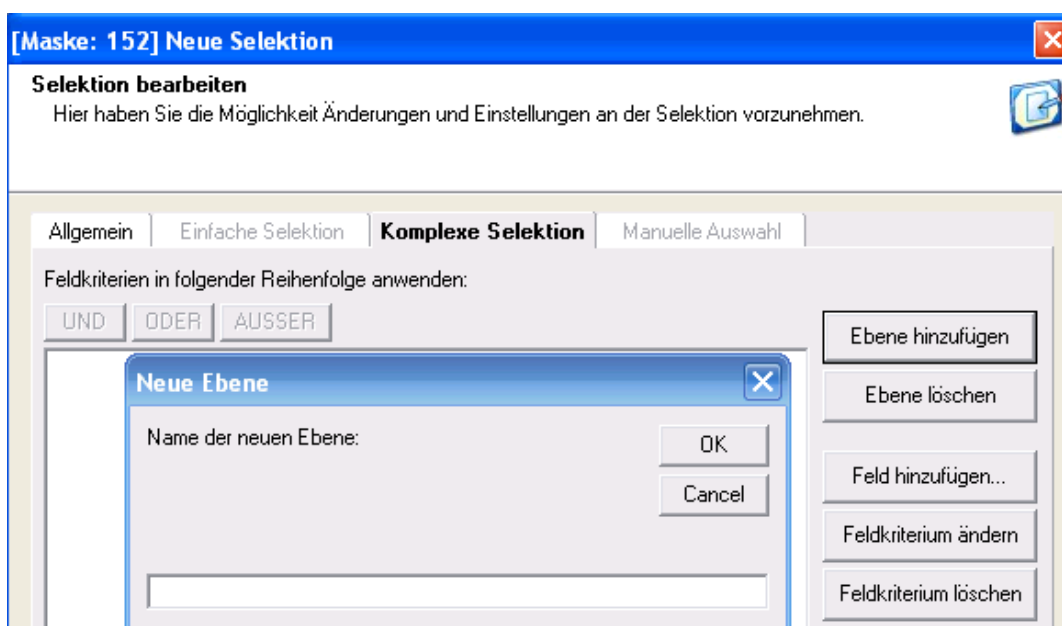 [Maske: 152] Neue Selektion
Selektion bearbeiten
Hier haben Sie die Möglichkeit Änderungen und Einstellungen an der Selektion vorzunehmen.
Allgemein Einfache Selektion Komplexe Selektion Manuelle Auswahl
Feldkriterien in folgender Reihenfolge anwenden:
UND ODER AUSSER
Ebene hinzufügen
Neue Ebene
Ebene löschen
Name der neuen Ebene:
OK
Feld hinzufügen...
Cancel
Feldkriterium ändern
Feldkriterium löschen